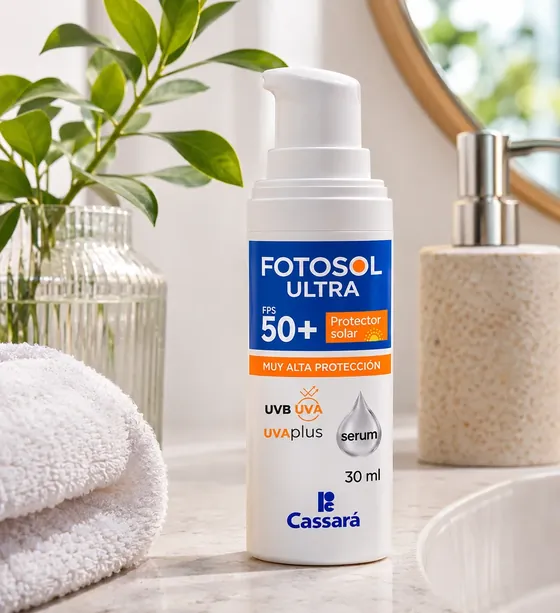 FOTOSOL
ULTRA
FPS
50+
Protector
solar
MUY ALTA PROTECCIÓN
UVB UVA
UVAplus
serum
30 ml
Cassará